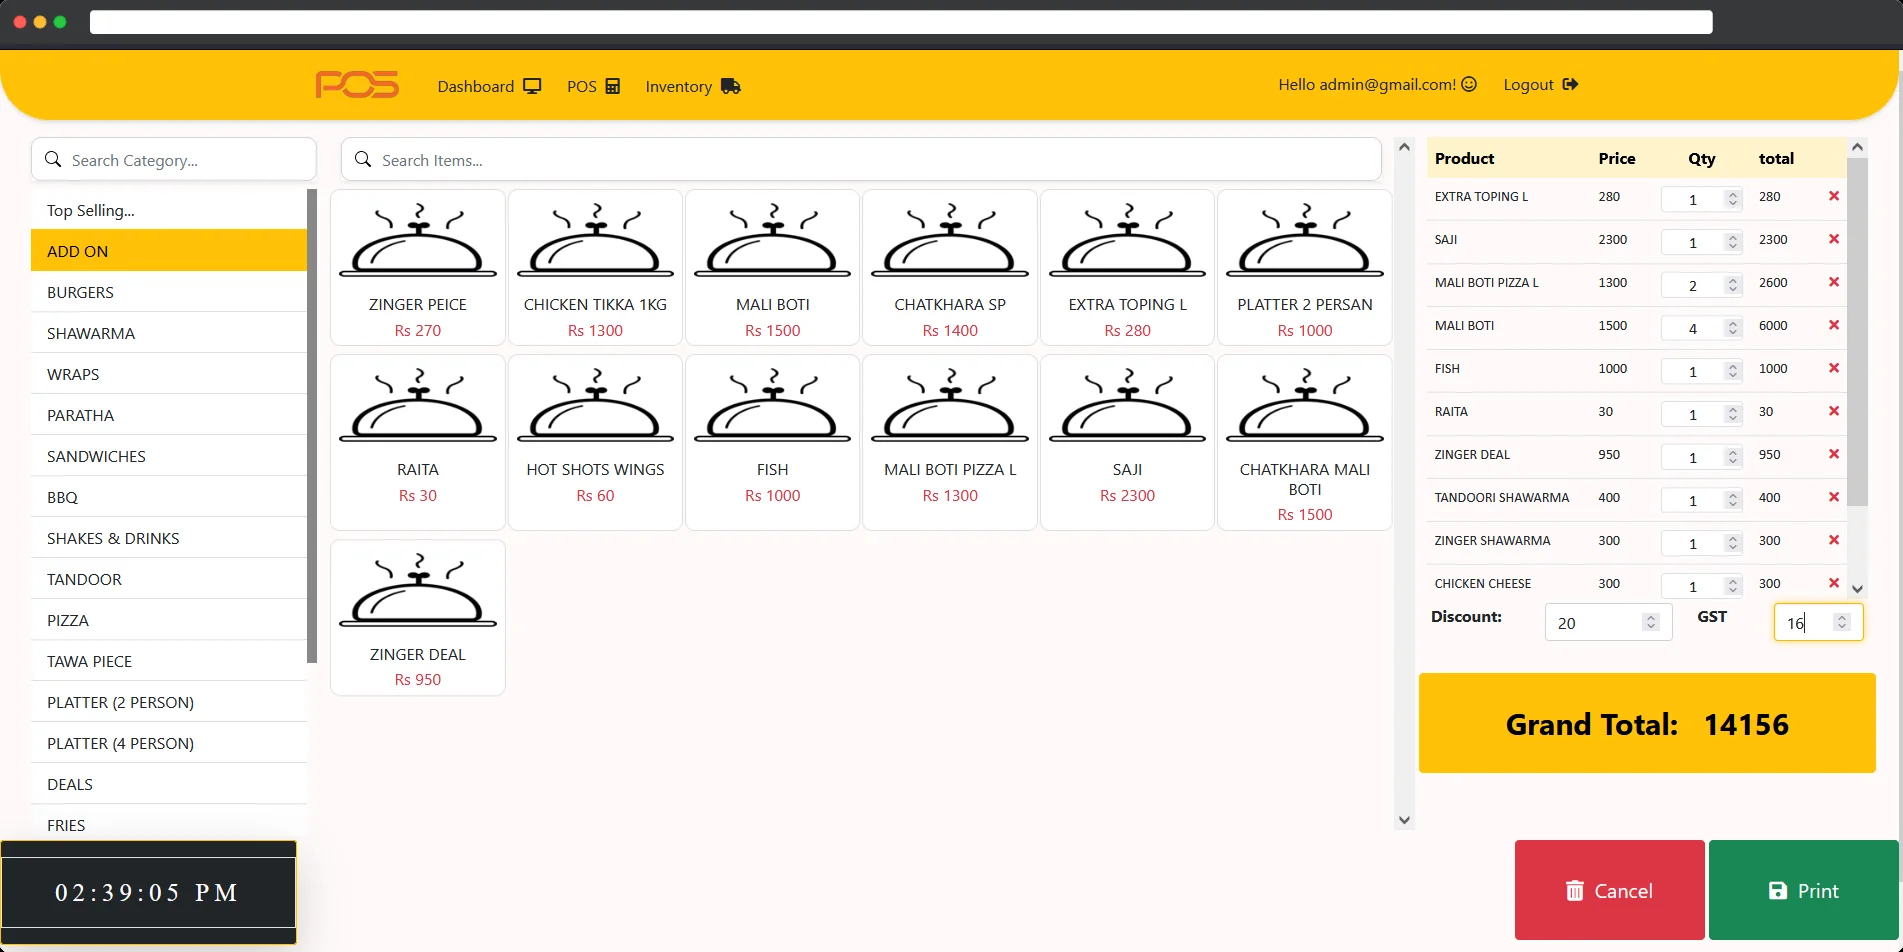 POS
Dashboard
POS
Inventory
Hello admin@gmail.com!
Logout
Search Category...
Top Selling...
ADD ON
BURGERS
SHAWARMA
WRAPS
PARATHA
SANDWICHES
BBQ
SHAKES & DRINKS
TANDOOR
PIZZA
TAWA PIECE
PLATTER (2 PERSON)
PLATTER (4 PERSON)
DEALS
FRIES
02:39:05 PM
Search Items...
ZINGER PEICE
Rs 270
CHICKEN TIKKA 1KG
Rs 1300
MALI BOTI
Rs 1500
CHATKHARA SP
Rs 1400
EXTRA TOPING L
Rs 280
PLATTER 2 PERSAN
Rs 1000
RAITA
Rs 30
HOT SHOTS WINGS
Rs 60
FISH
Rs 1000
MALI BOTI PIZZA L
Rs 1300
SAJI
Rs 2300
CHATKHARA MALI
BOTI
Rs 1500
ZINGER DEAL
Rs 950
Product Price Qty total
EXTRA TOPING L 280 1 280
SAJI 2300 1 2300
MALI BOTI PIZZA L 1300 2 2600
MALI BOTI 1500 4 6000
FISH 1000 1 1000
RAITA 30 1 30
ZINGER DEAL 950 1 950
TANDOORI SHAWARMA 400 1 400
ZINGER SHAWARMA 300 1 300
CHICKEN CHEESE 300 1 300
Discount: 20 GST 16
Grand Total: 14156
Cancel
Print